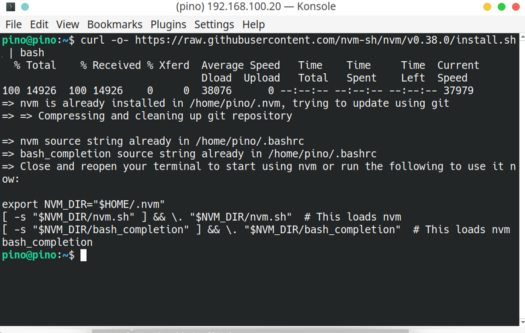 (pino) 192.168.100.20 — Konsole
File Edit View Bookmarks Plugins Settings Help
pino@pino:~$ curl -o- https://raw.githubusercontent.com/nvm-sh/nvm/v0.38.0/install.sh
 | bash
  % Total    % Received % Xferd  Average Speed   Time    Time     Time  Current
                                 Dload  Upload   Total   Spent    Left  Speed
100 14926  100 14926    0     0  38076      0 --:--:-- --:--:-- --:--:-- 37979
=> nvm is already installed in /home/pino/.nvm, trying to update using git
=> => Compressing and cleaning up git repository
=> nvm source string already in /home/pino/.bashrc
=> bash_completion source string already in /home/pino/.bashrc
=> Close and reopen your terminal to start using nvm or run the following to use it n
ow:
export NVM_DIR="$HOME/.nvm"
[ -s "$NVM_DIR/nvm.sh" ] && \. "$NVM_DIR/nvm.sh"  # This loads nvm
[ -s "$NVM_DIR/bash_completion" ] && \. "$NVM_DIR/bash_completion"  # This loads nvm
bash_completion
pino@pino:~$